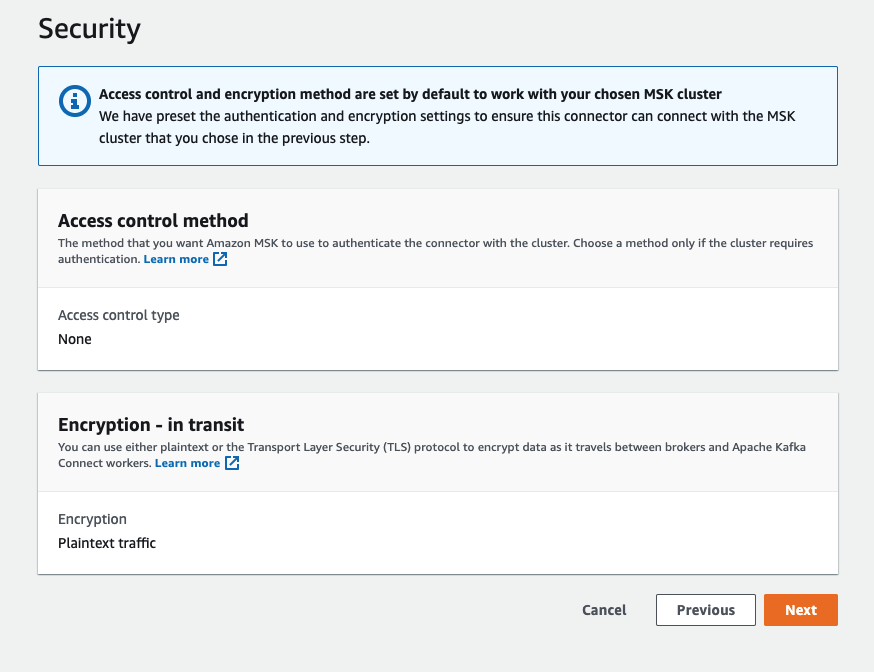 Security
Access control and encryption method are set by default to work with your chosen MSK cluster
We have preset the authentication and encryption settings to ensure this connector can connect with the MSK
cluster that you chose in the previous step.
Access control method
The method that you want Amazon MSK to use to authenticate the connector with the cluster. Choose a method only if the cluster requires
authentication. Learn more
Access control type
None
Encryption - in transit
You can use either plaintext or the Transport Layer Security (TLS) protocol to encrypt data as it travels between brokers and Apache Kafka
Connect workers. Learn more
Encryption
Plaintext traffic
Cancel Previous Next